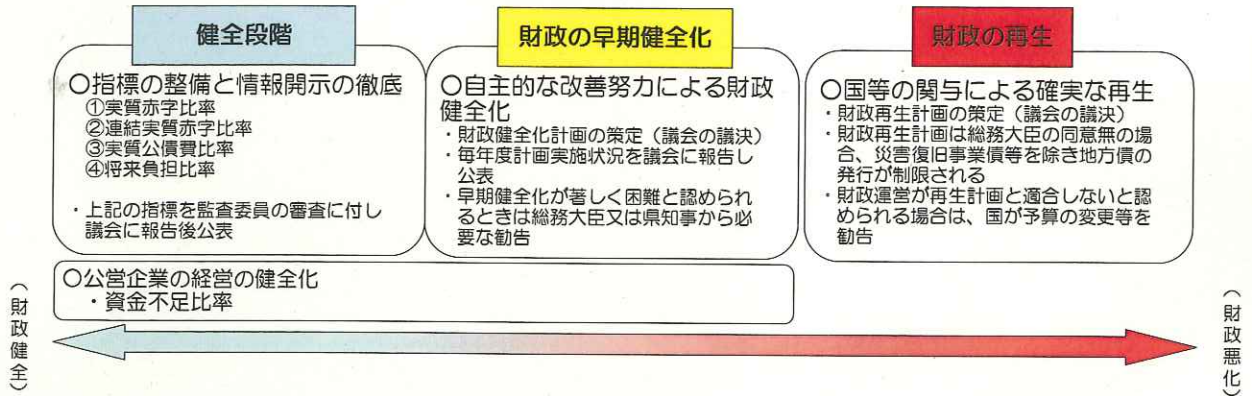 健全段階
○指標の整備と情報開示の徹底
①実質赤字比率
②連結実質赤字比率
③実質公債費比率
④将来負担比率
・上記の指標を監査委員の審査に付し
議会に報告後公表
財政の早期健全化
○自主的な改善努力による財政
健全化
・財政健全化計画の策定（議会の議決）
・毎年度計画実施状況を議会に報告し
公表
・早期健全化が著しく困難と認められ
るときは総務大臣又は県知事から必
要な勧告
財政の再生
○国等の関与による確実な再生
・財政再生計画の策定（議会の議決）
・財政再生計画は総務大臣の同意無の場
合、災害復旧事業債等を除き地方債の
発行が制限される
・財政運営が再生計画と適合しないと認
められる場合は、国が予算の変更等を
勧告
○公営企業の経営の健全化
・資金不足比率
（財政健全）
（財政悪化）